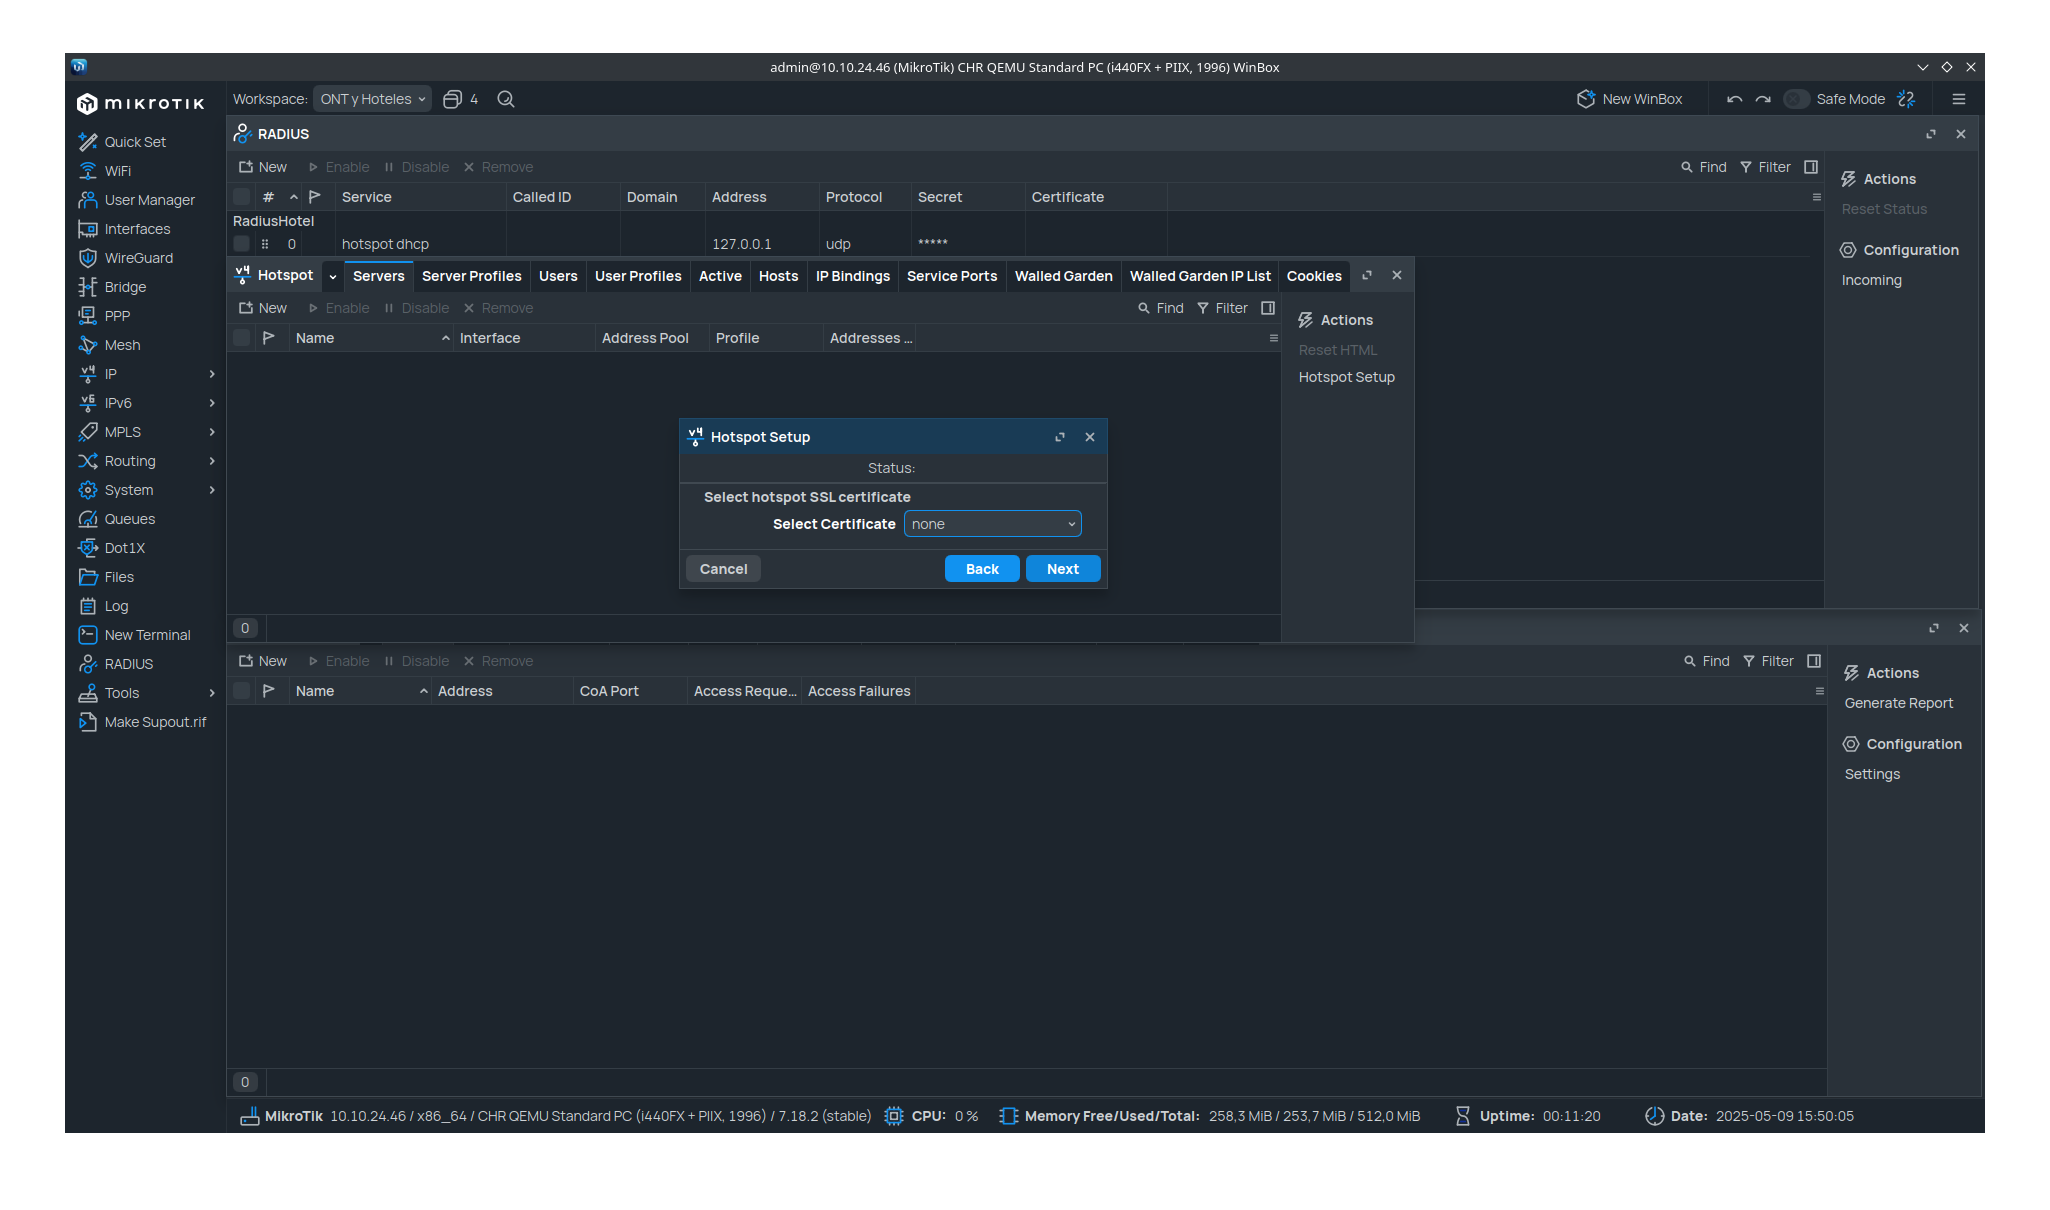 admin@10.10.24.46 (MikroTik) CHR QEMU Standard PC (i440FX + PIIX, 1996) WinBox
MIKROTIK
Workspace: ONT y Hoteles 4 New WinBox Safe Mode
Quick Set
WiFi
User Manager
Interfaces
WireGuard
Bridge
PPP
Mesh
IP
IPv6
MPLS
Routing
System
Queues
Dot1X
Files
Log
New Terminal
RADIUS
Tools
Make Supout.rif
RADIUS
New Enable Disable Remove Find Filter
# Service Called ID Domain Address Protocol Secret Certificate
RadiusHotel
0 hotspot dhcp 127.0.0.1 udp *****
Actions
Reset Status
Configuration
Incoming
v4 Hotspot Servers Server Profiles Users User Profiles Active Hosts IP Bindings Service Ports Walled Garden Walled Garden IP List Cookies
New Enable Disable Remove Find Filter
Name Interface Address Pool Profile Addresses ...
Actions
Reset HTML
Hotspot Setup
v4 Hotspot Setup
Status:
Select hotspot SSL certificate
Select Certificate none
Cancel Back Next
0
New Enable Disable Remove Find Filter
Name Address CoA Port Access Reque... Access Failures
Actions
Generate Report
Configuration
Settings
0
MikroTik 10.10.24.46 / x86_64 / CHR QEMU Standard PC (i440FX + PIIX, 1996) / 7.18.2 (stable) CPU: 0 % Memory Free/Used/Total: 258,3 MiB / 253,7 MiB / 512,0 MiB Uptime: 00:11:20 Date: 2025-05-09 15:50:05